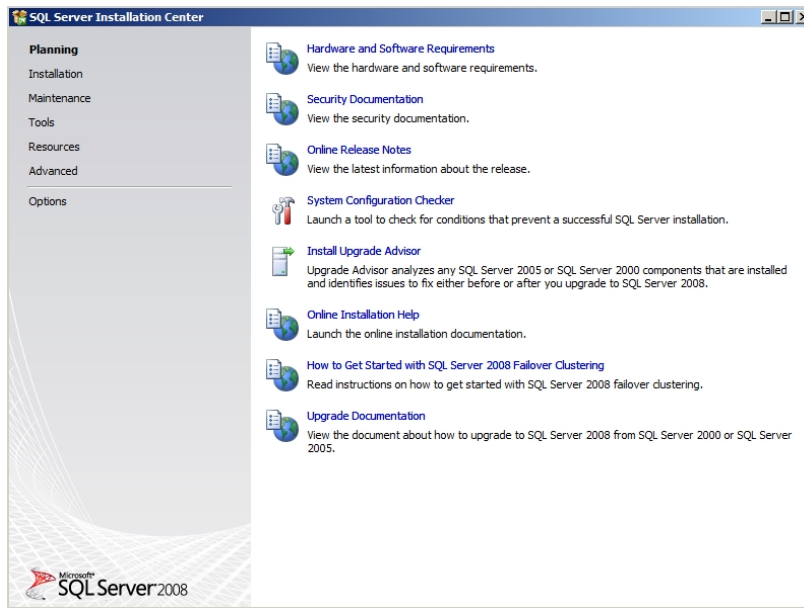 SQL Server Installation Center
Planning
Installation
Maintenance
Tools
Resources
Advanced
Options
Hardware and Software Requirements
View the hardware and software requirements.
Security Documentation
View the security documentation.
Online Release Notes
View the latest information about the release.
System Configuration Checker
Launch a tool to check for conditions that prevent a successful SQL Server installation.
Install Upgrade Advisor
Upgrade Advisor analyzes any SQL Server 2005 or SQL Server 2000 components that are installed
and identifies issues to fix either before or after you upgrade to SQL Server 2008.
Online Installation Help
Launch the online installation documentation.
How to Get Started with SQL Server 2008 Failover Clustering
Read instructions on how to get started with SQL Server 2008 failover clustering.
Upgrade Documentation
View the document about how to upgrade to SQL Server 2008 from SQL Server 2000 or SQL Server
2005.
Microsoft
SQL Server 2008